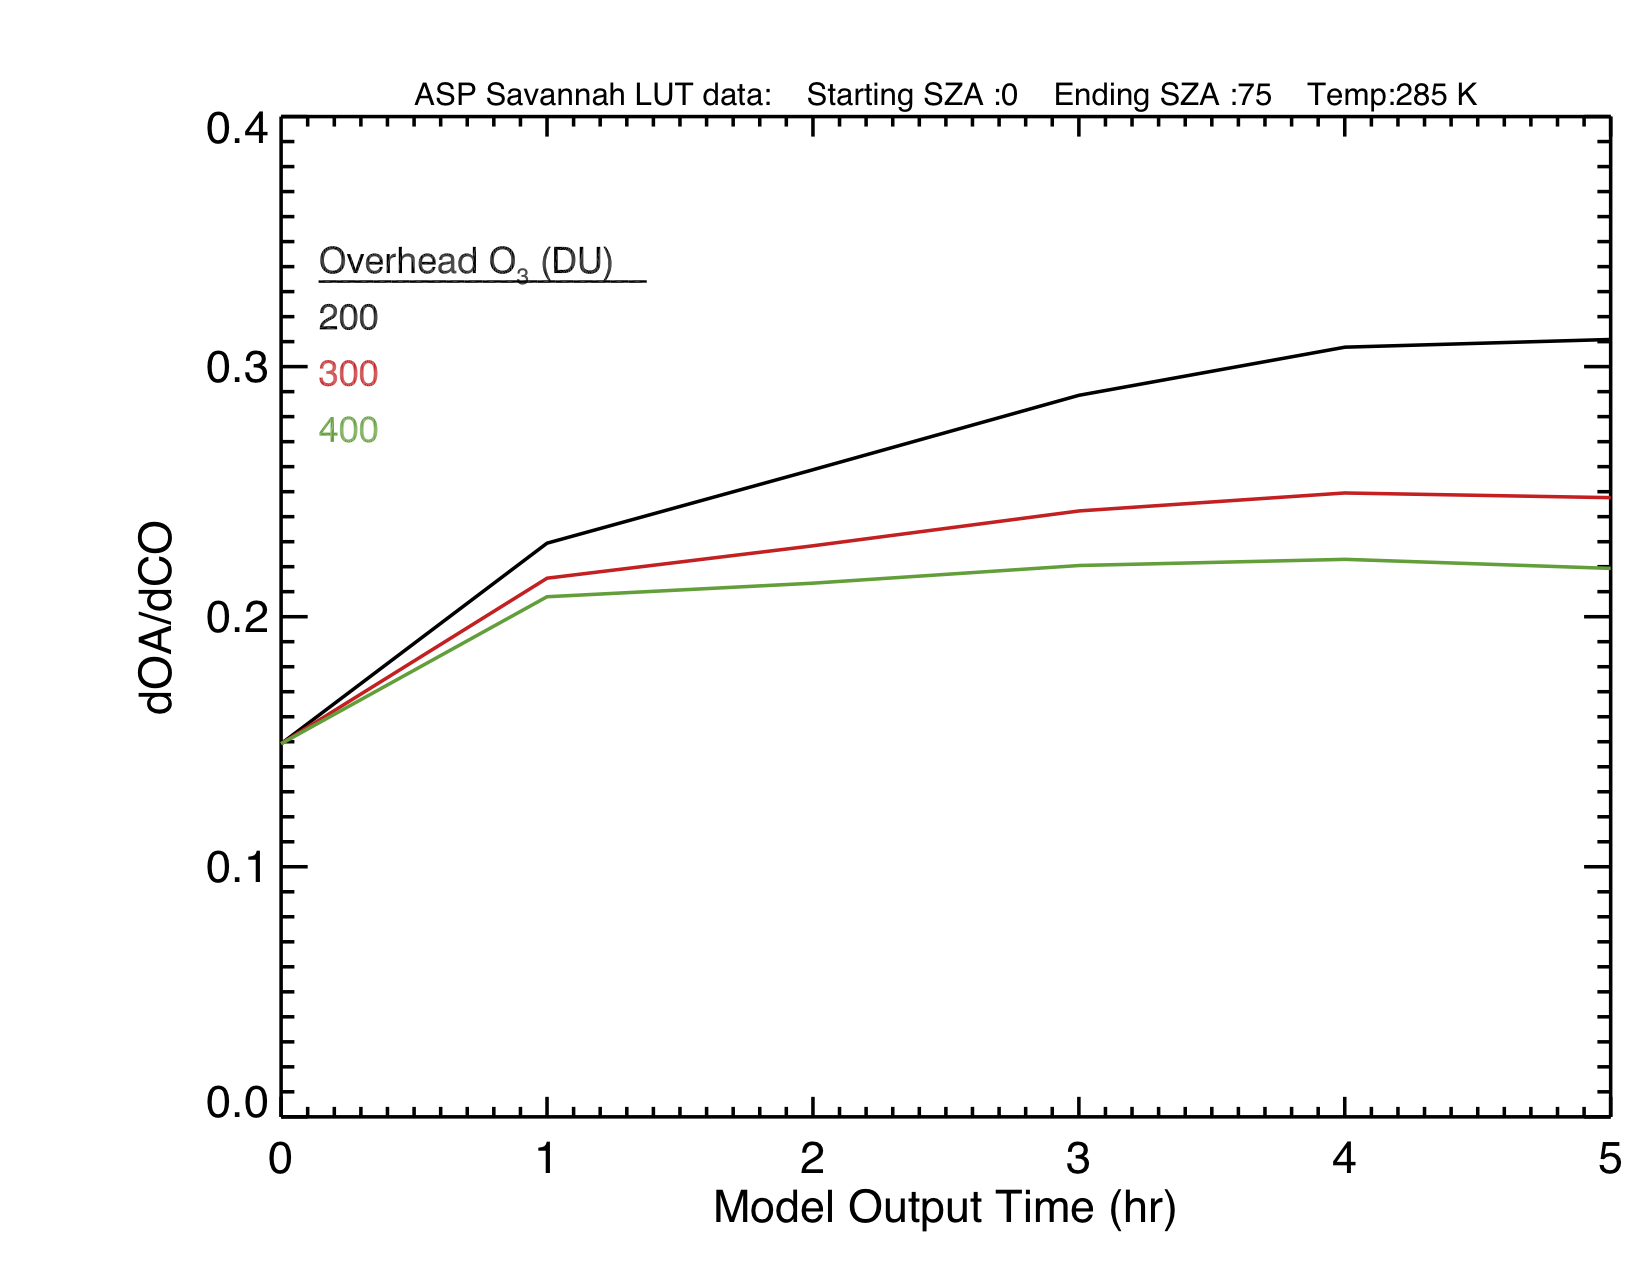 ASP Savannah LUT data: Starting SZA :0 Ending SZA :75 Temp:285 K
0.4
Overhead O₃ (DU)
200
0.3
300
400
dOA/dCO
0.2
0.1
0.0
0 1 2 3 4 5
Model Output Time (hr)